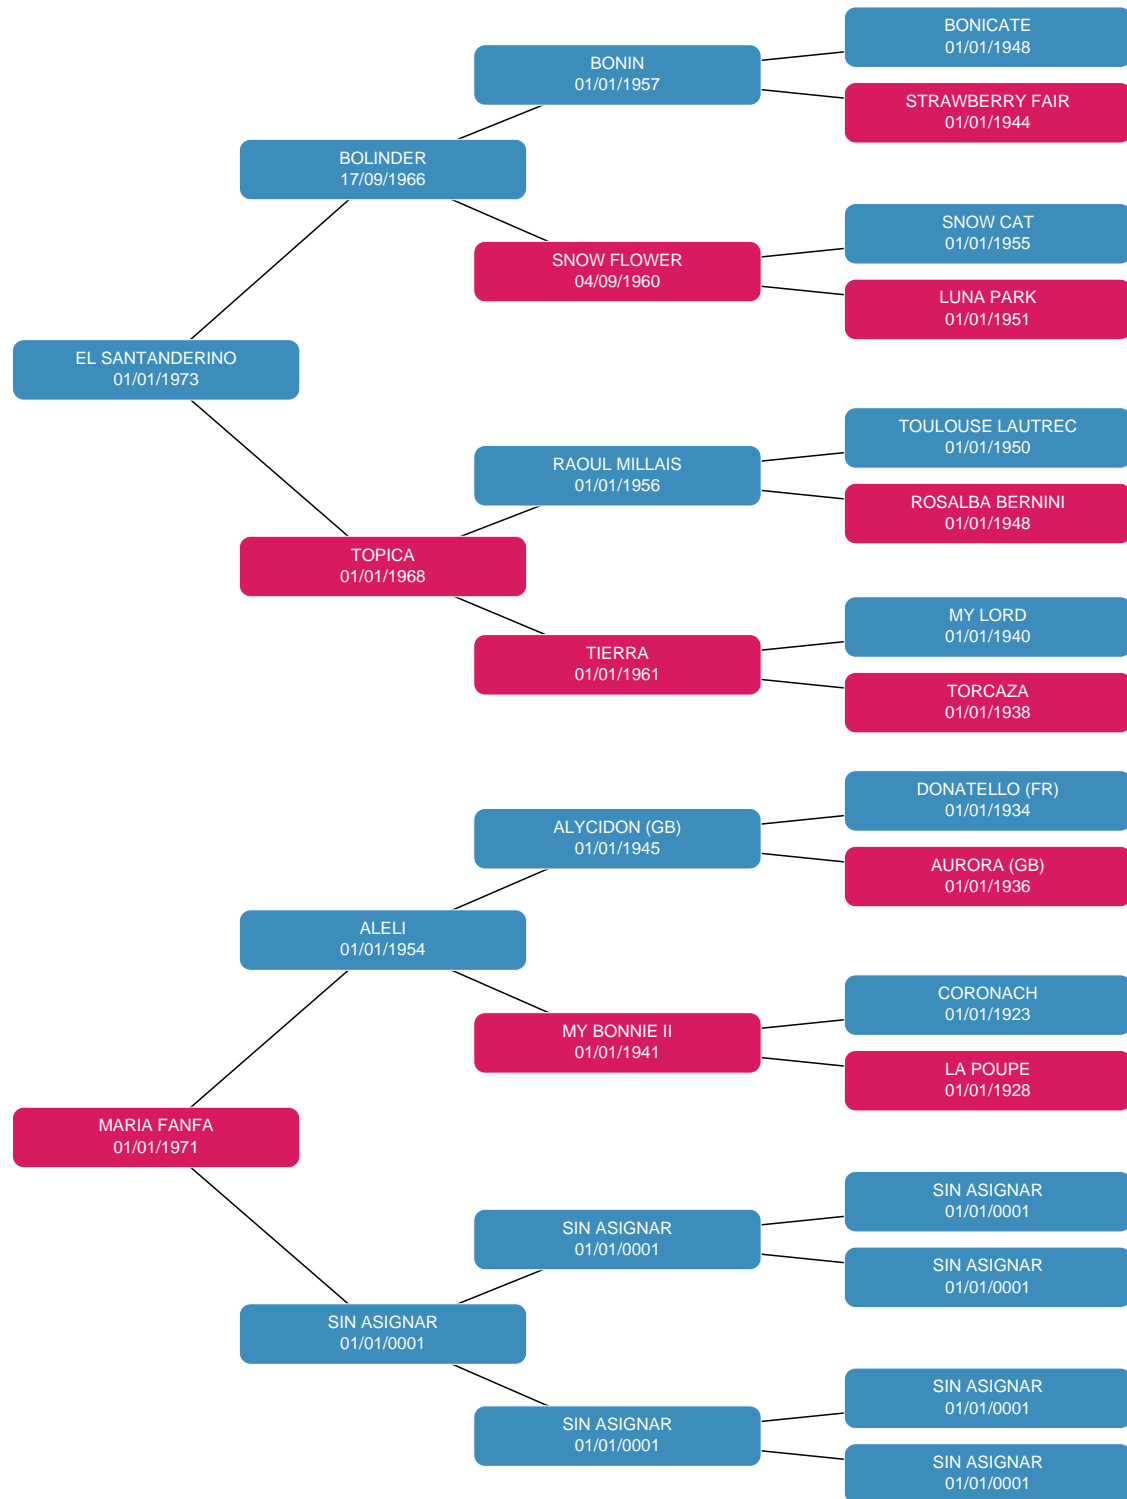 BONICATE
01/01/1948
BONIN
01/01/1957
STRAWBERRY FAIR
01/01/1944
BOLINDER
17/09/1966
SNOW CAT
01/01/1955
SNOW FLOWER
04/09/1960
LUNA PARK
01/01/1951
EL SANTANDERINO
01/01/1973
TOULOUSE LAUTREC
01/01/1950
RAOUL MILLAIS
01/01/1956
ROSALBA BERNINI
01/01/1948
TOPICA
01/01/1968
MY LORD
01/01/1940
TIERRA
01/01/1961
TORCAZA
01/01/1938
DONATELLO (FR)
01/01/1934
ALYCIDON (GB)
01/01/1945
AURORA (GB)
01/01/1936
ALELI
01/01/1954
CORONACH
01/01/1923
MY BONNIE II
01/01/1941
LA POUPE
01/01/1928
MARIA FANFA
01/01/1971
SIN ASIGNAR
01/01/0001
SIN ASIGNAR
01/01/0001
SIN ASIGNAR
01/01/0001
SIN ASIGNAR
01/01/0001
SIN ASIGNAR
01/01/0001
SIN ASIGNAR
01/01/0001
SIN ASIGNAR
01/01/0001